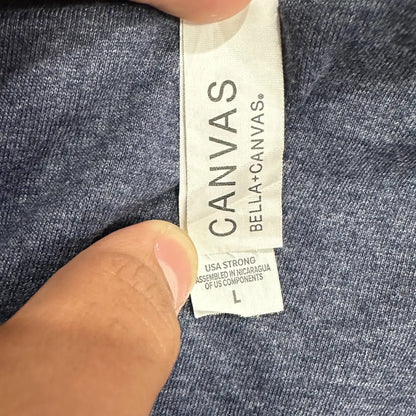 CANVAS
BELLA+CANVAS®
USA STRONG
ASSEMBLED IN NICARAGUA
OF US COMPONENTS
L